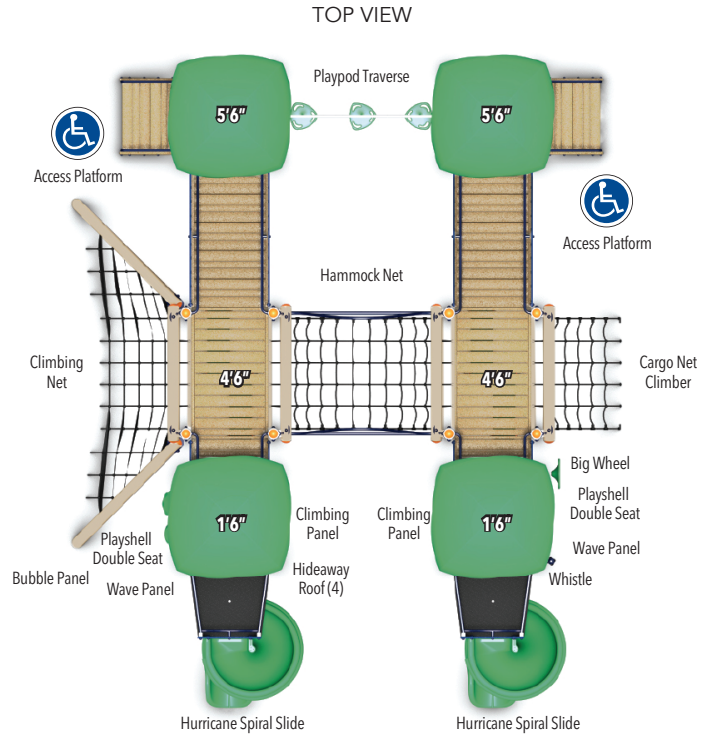 TOP VIEW
Playpod Traverse
5'6"
5'6"
Access Platform
Access Platform
Hammock Net
Climbing
Net
4'6"
4'6"
Cargo Net
Climber
Big Wheel
Playshell
Double Seat
1'6"
Climbing
Panel
Climbing
Panel
1'6"
Playshell
Double Seat
Wave Panel
Bubble Panel
Wave Panel
Hideaway
Roof (4)
Whistle
Hurricane Spiral Slide
Hurricane Spiral Slide